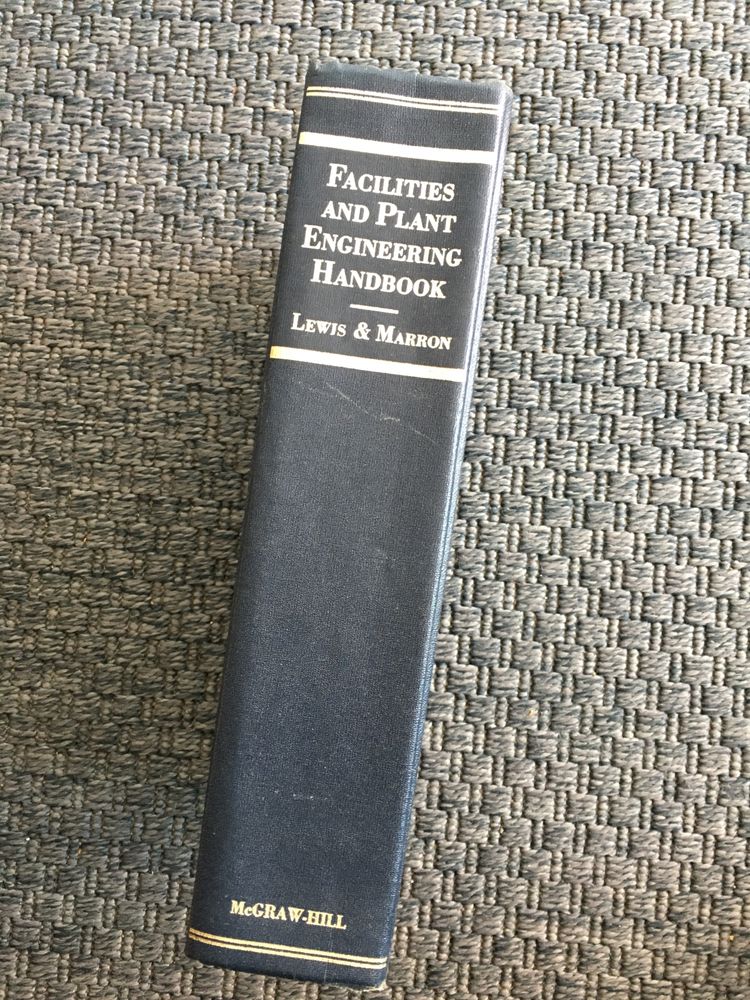 FACILITIES
AND PLANT
ENGINEERING
HANDBOOK
LEWIS & MARRON
McGRAW-HILL